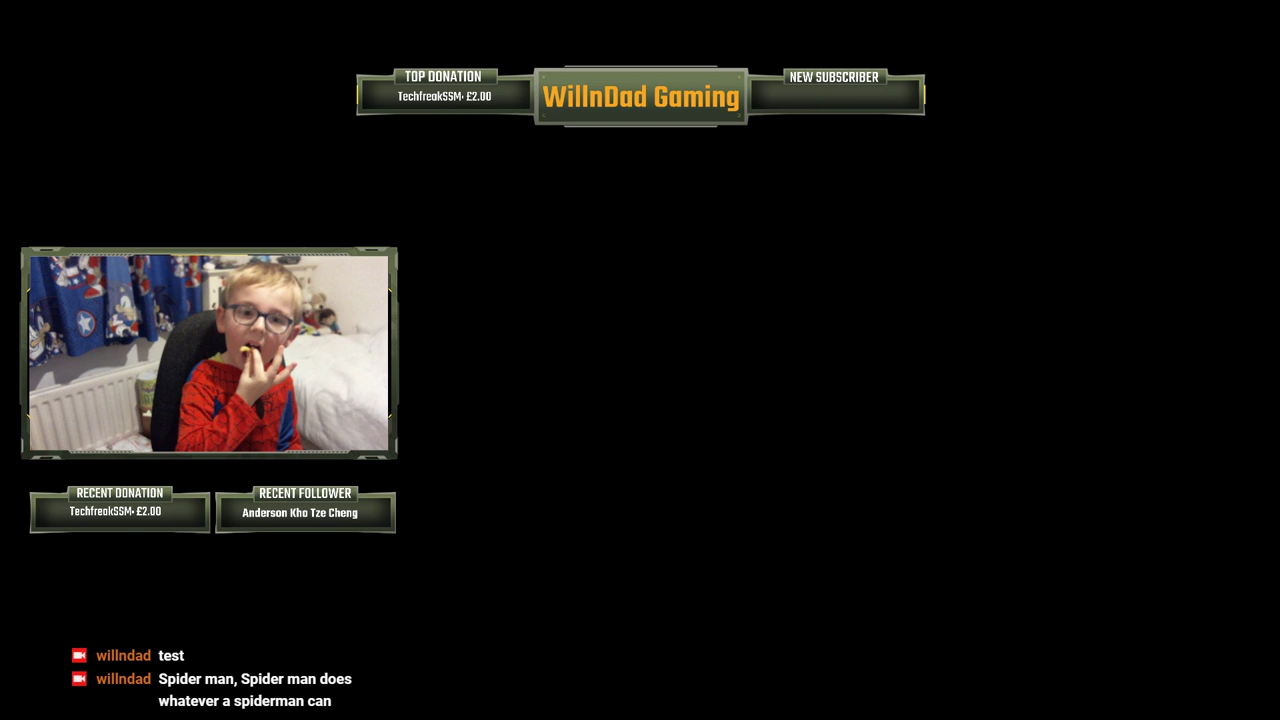 TOP DONATION
TechfreakSSM: £2.00
WillnDad Gaming
NEW SUBSCRIBER
RECENT DONATION
TechfreakSSM: £2.00
RECENT FOLLOWER
Anderson Kho Tze Cheng
willndad test
willndad Spider man, Spider man does
whatever a spiderman can